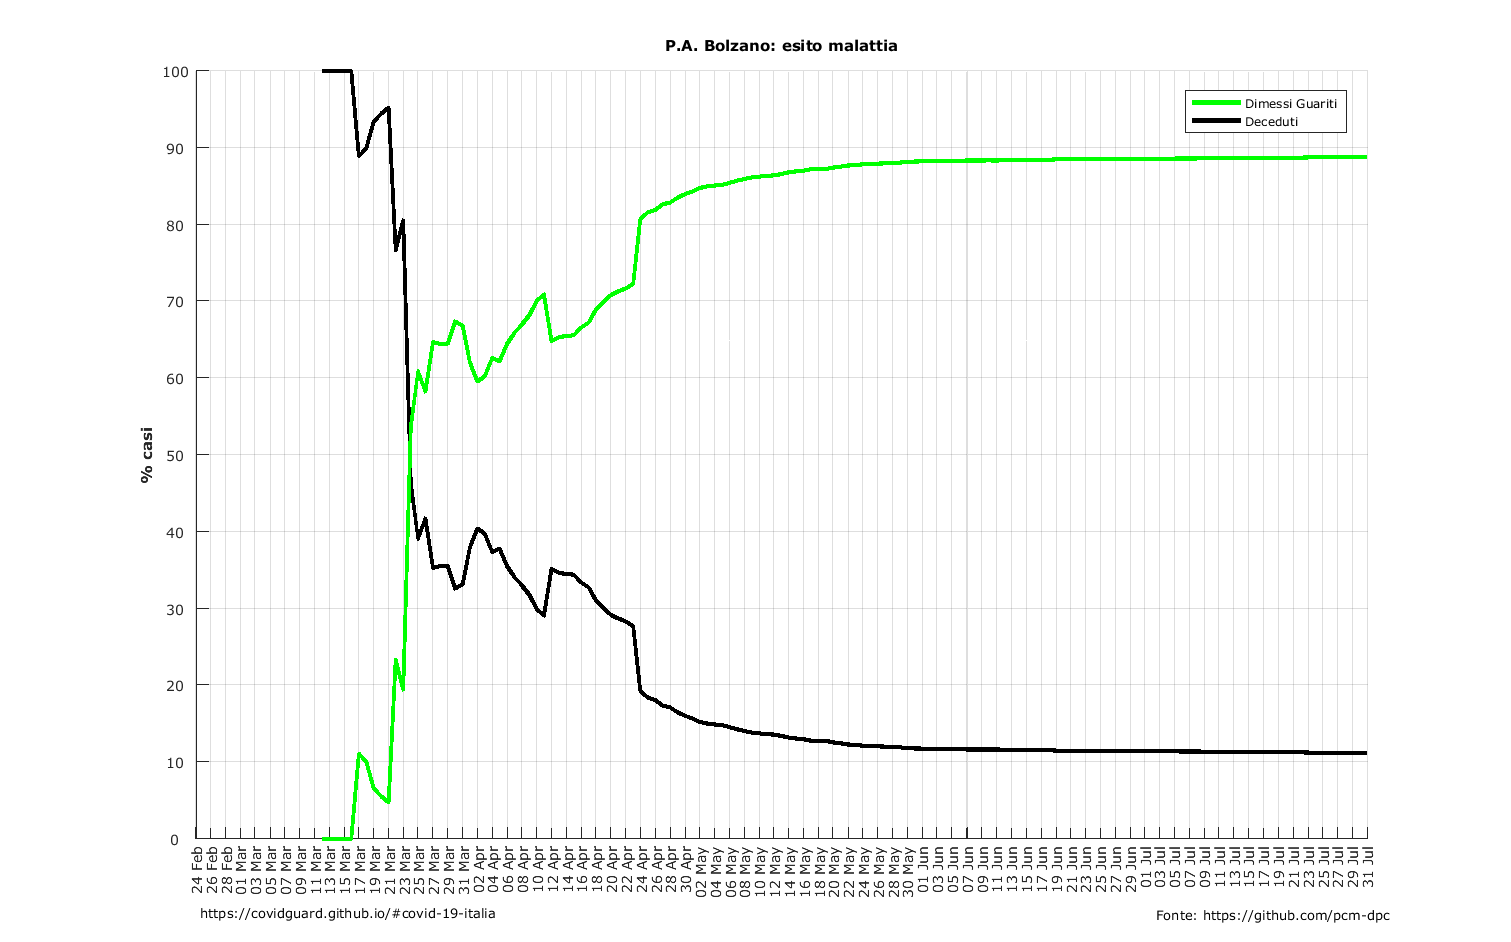 P.A. Bolzano: esito malattia
Dimessi Guariti
Deceduti
% casi
100
90
80
70
60
50
40
30
20
10
0
24 Feb
26 Feb
28 Feb
01 Mar
03 Mar
05 Mar
07 Mar
09 Mar
11 Mar
13 Mar
15 Mar
17 Mar
19 Mar
21 Mar
23 Mar
25 Mar
27 Mar
29 Mar
31 Mar
02 Apr
04 Apr
06 Apr
08 Apr
10 Apr
12 Apr
14 Apr
16 Apr
18 Apr
20 Apr
22 Apr
24 Apr
26 Apr
28 Apr
30 Apr
02 May
04 May
06 May
08 May
10 May
12 May
14 May
16 May
18 May
20 May
22 May
24 May
26 May
28 May
30 May
01 Jun
03 Jun
05 Jun
07 Jun
09 Jun
11 Jun
13 Jun
15 Jun
17 Jun
19 Jun
21 Jun
23 Jun
25 Jun
27 Jun
29 Jun
01 Jul
03 Jul
05 Jul
07 Jul
09 Jul
11 Jul
13 Jul
15 Jul
17 Jul
19 Jul
21 Jul
23 Jul
25 Jul
27 Jul
29 Jul
31 Jul
https://covidguard.github.io/#covid-19-italia
Fonte: https://github.com/pcm-dpc